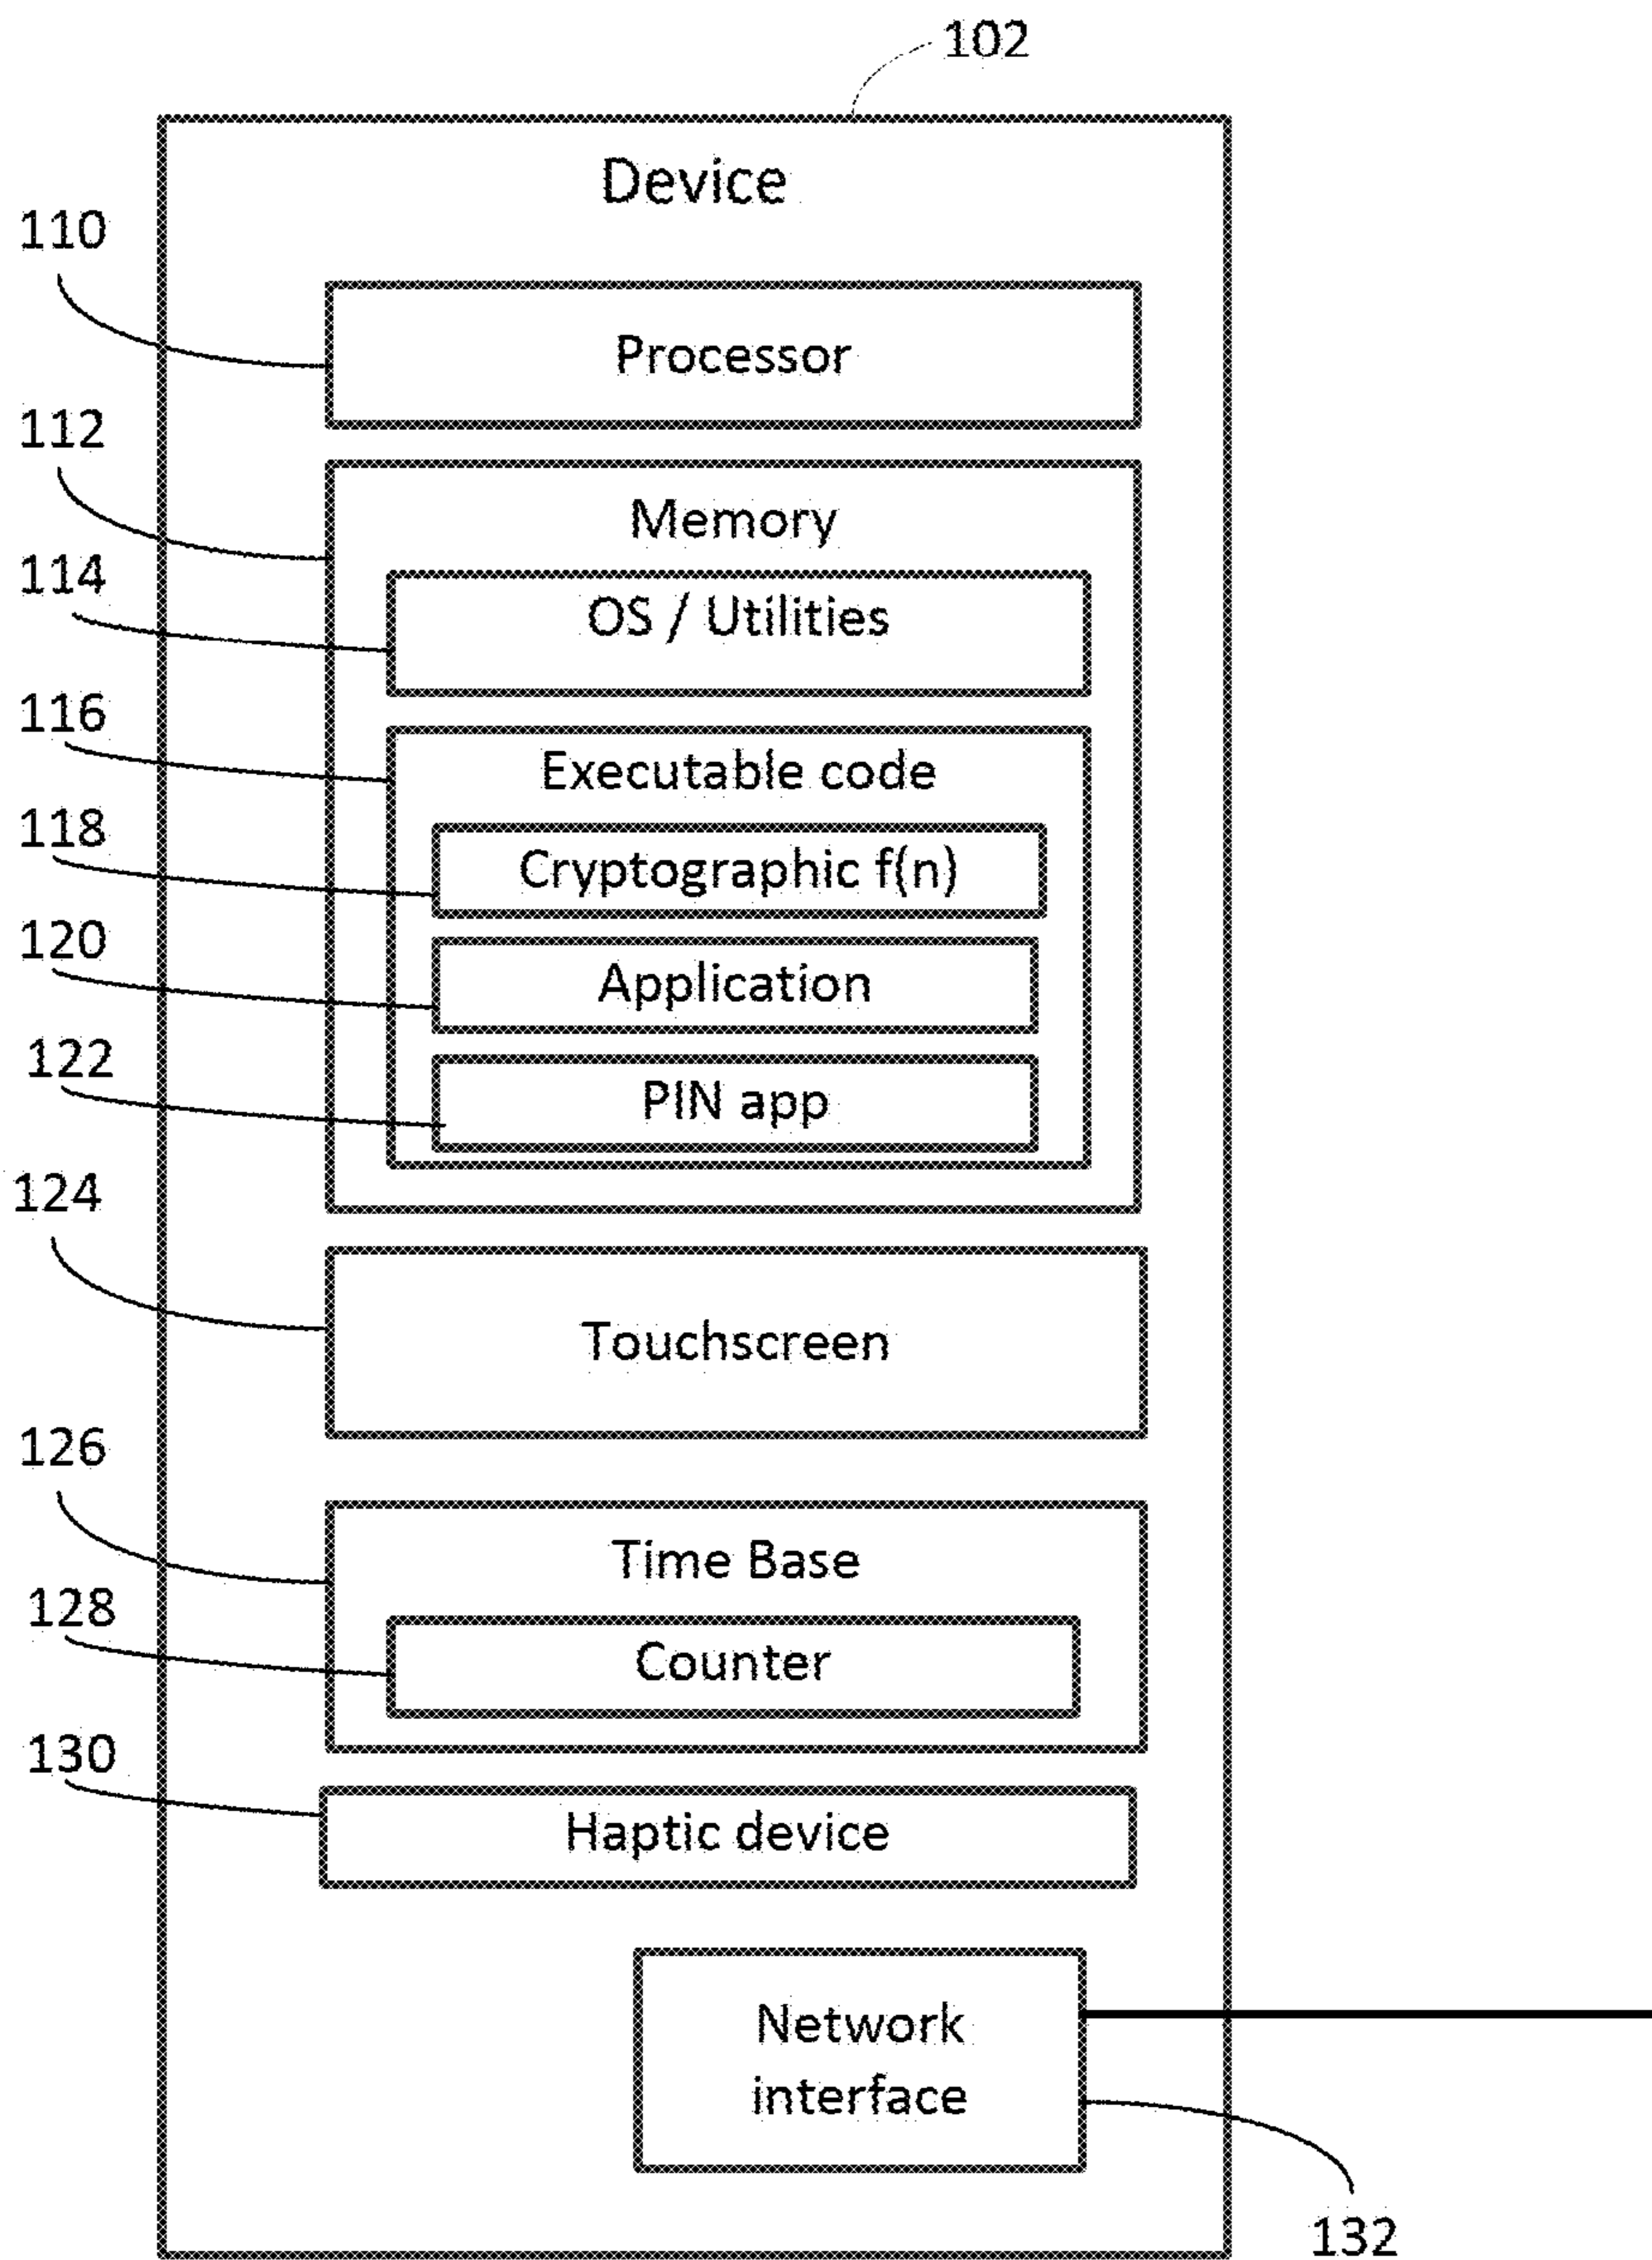 102
Device
110
Processor
112
Memory
114
OS / Utilities
116
Executable code
118
Cryptographic f(n)
120
Application
122
PIN app
124
Touchscreen
126
Time Base
128
Counter
130
Haptic device
Network
interface
132